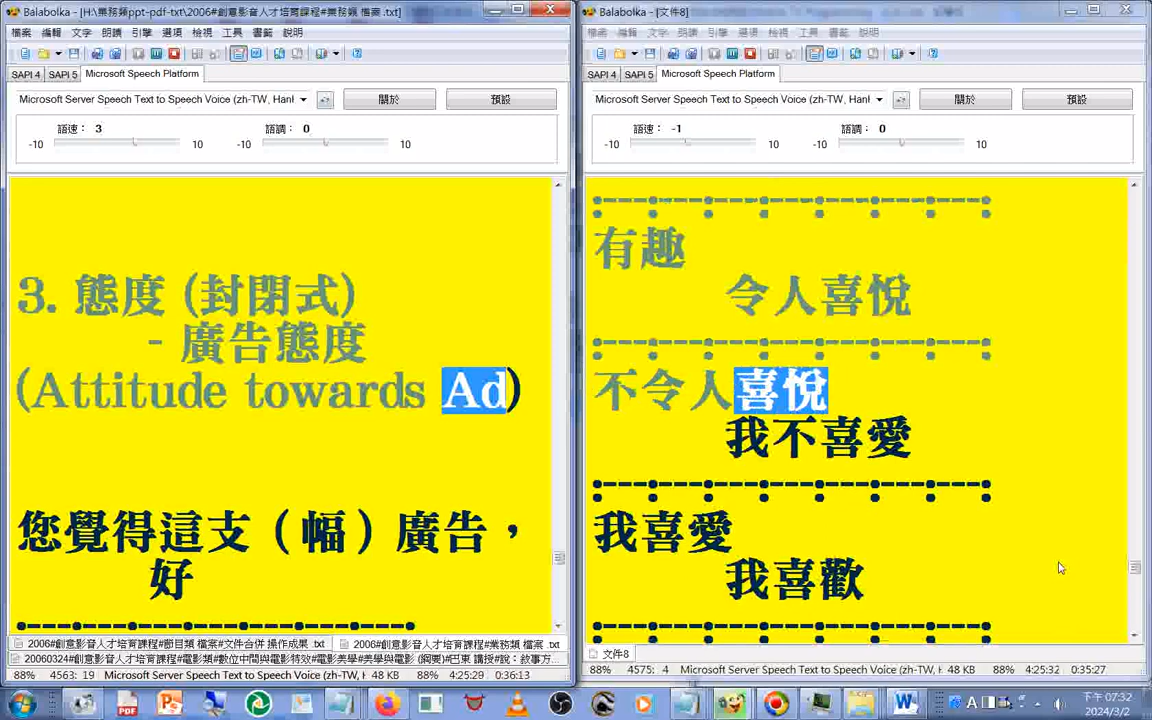 Balabolka - [H:\業務類ppt-pdf-txt\2006#創意影音人才培育課程#業務類 檔案 .txt]
檔案 編輯 文字 朗讀 引擎 選項 檢視 工具 書籤 說明
SAPI 4 SAPI 5 Microsoft Speech Platform
Microsoft Server Speech Text to Speech Voice (zh-TW, Hanl
關於 預設
語速： 3 語調： 0
-10 10 -10 10
3. 態度 (封閉式)
- 廣告態度
(Attitude towards Ad)
您覺得這支（幅）廣告，
好
2006#創意影音人才培育課程#節目類 檔案#文件合併 操作成果 .txt 2006#創意影音人才培育課程#業務類 檔案 .txt
20060324#創意影音人才培育課程#電影類#數位中間與電影特效#電影美學#美學與電影 (綱要)#巴東 講授#說：敘事方...
88% 4563: 19 Microsoft Server Speech Text to Speech Voice (zh-TW, H 48 KB 88% 4:25:29 0:36:13
Balabolka - [文件8]
檔案 編輯 文字 朗讀 引擎 選項 檢視 工具 書籤 說明
SAPI 4 SAPI 5 Microsoft Speech Platform
Microsoft Server Speech Text to Speech Voice (zh-TW, Hanl
關於 預設
語速： -1 語調： 0
-10 10 -10 10
有趣
令人喜悅
不令人喜悅
我不喜愛
我喜愛
我喜歡
文件8
88% 4575: 4 Microsoft Server Speech Text to Speech Voice (zh-TW, Hanl 48 KB 88% 4:25:32 0:35:27
下午 07:32
2024/3/2